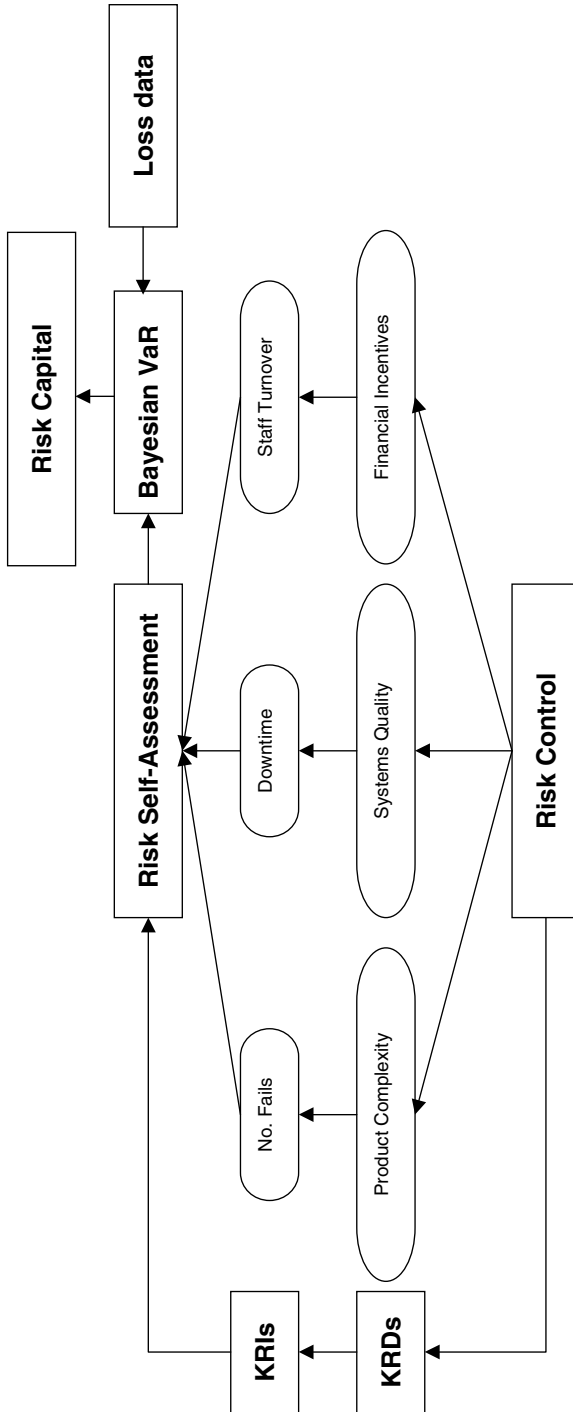 Risk Capital
Risk Self-Assessment
Bayesian VaR
Loss data
KRIs
No. Fails
Downtime
Staff Turnover
KRDs
Product Complexity
Systems Quality
Financial Incentives
Risk Control